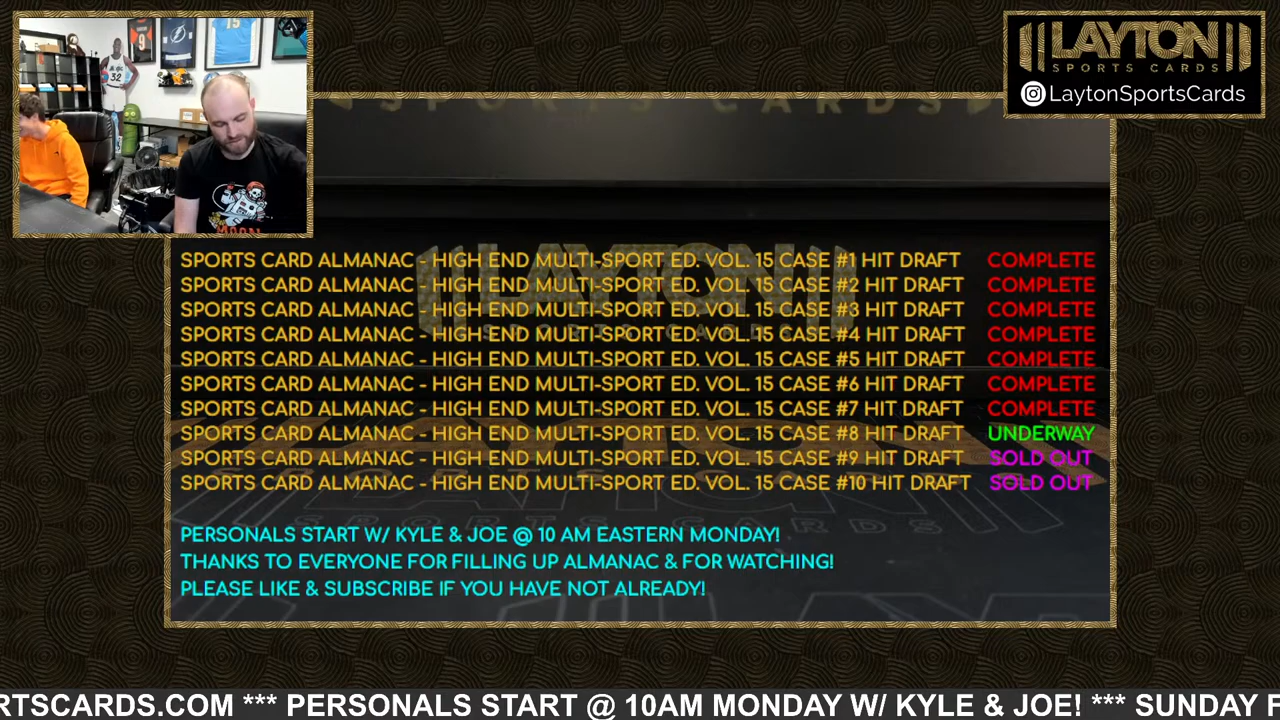 15
9
32
LAYTON
SPORTS CARDS
LaytonSportsCards
SPORTS CARDS
LAYTON
SPORTS CARD ALMANAC - HIGH END MULTI-SPORT ED. VOL. 15 CASE #1 HIT DRAFT COMPLETE
SPORTS CARD ALMANAC - HIGH END MULTI-SPORT ED. VOL. 15 CASE #2 HIT DRAFT COMPLETE
SPORTS CARD ALMANAC - HIGH END MULTI-SPORT ED. VOL. 15 CASE #3 HIT DRAFT COMPLETE
SPORTS CARD ALMANAC - HIGH END MULTI-SPORT ED. VOL. 15 CASE #4 HIT DRAFT COMPLETE
SPORTS CARD ALMANAC - HIGH END MULTI-SPORT ED. VOL. 15 CASE #5 HIT DRAFT COMPLETE
SPORTS CARD ALMANAC - HIGH END MULTI-SPORT ED. VOL. 15 CASE #6 HIT DRAFT COMPLETE
SPORTS CARD ALMANAC - HIGH END MULTI-SPORT ED. VOL. 15 CASE #7 HIT DRAFT COMPLETE
SPORTS CARD ALMANAC - HIGH END MULTI-SPORT ED. VOL. 15 CASE #8 HIT DRAFT UNDERWAY
SPORTS CARD ALMANAC - HIGH END MULTI-SPORT ED. VOL. 15 CASE #9 HIT DRAFT SOLD OUT
SPORTS CARD ALMANAC - HIGH END MULTI-SPORT ED. VOL. 15 CASE #10 HIT DRAFT SOLD OUT
PERSONALS START W/ KYLE & JOE @ 10 AM EASTERN MONDAY!
THANKS TO EVERYONE FOR FILLING UP ALMANAC & FOR WATCHING!
PLEASE LIKE & SUBSCRIBE IF YOU HAVE NOT ALREADY!
RTSCARDS.COM *** PERSONALS START @ 10AM MONDAY W/ KYLE & JOE! *** SUNDAY F